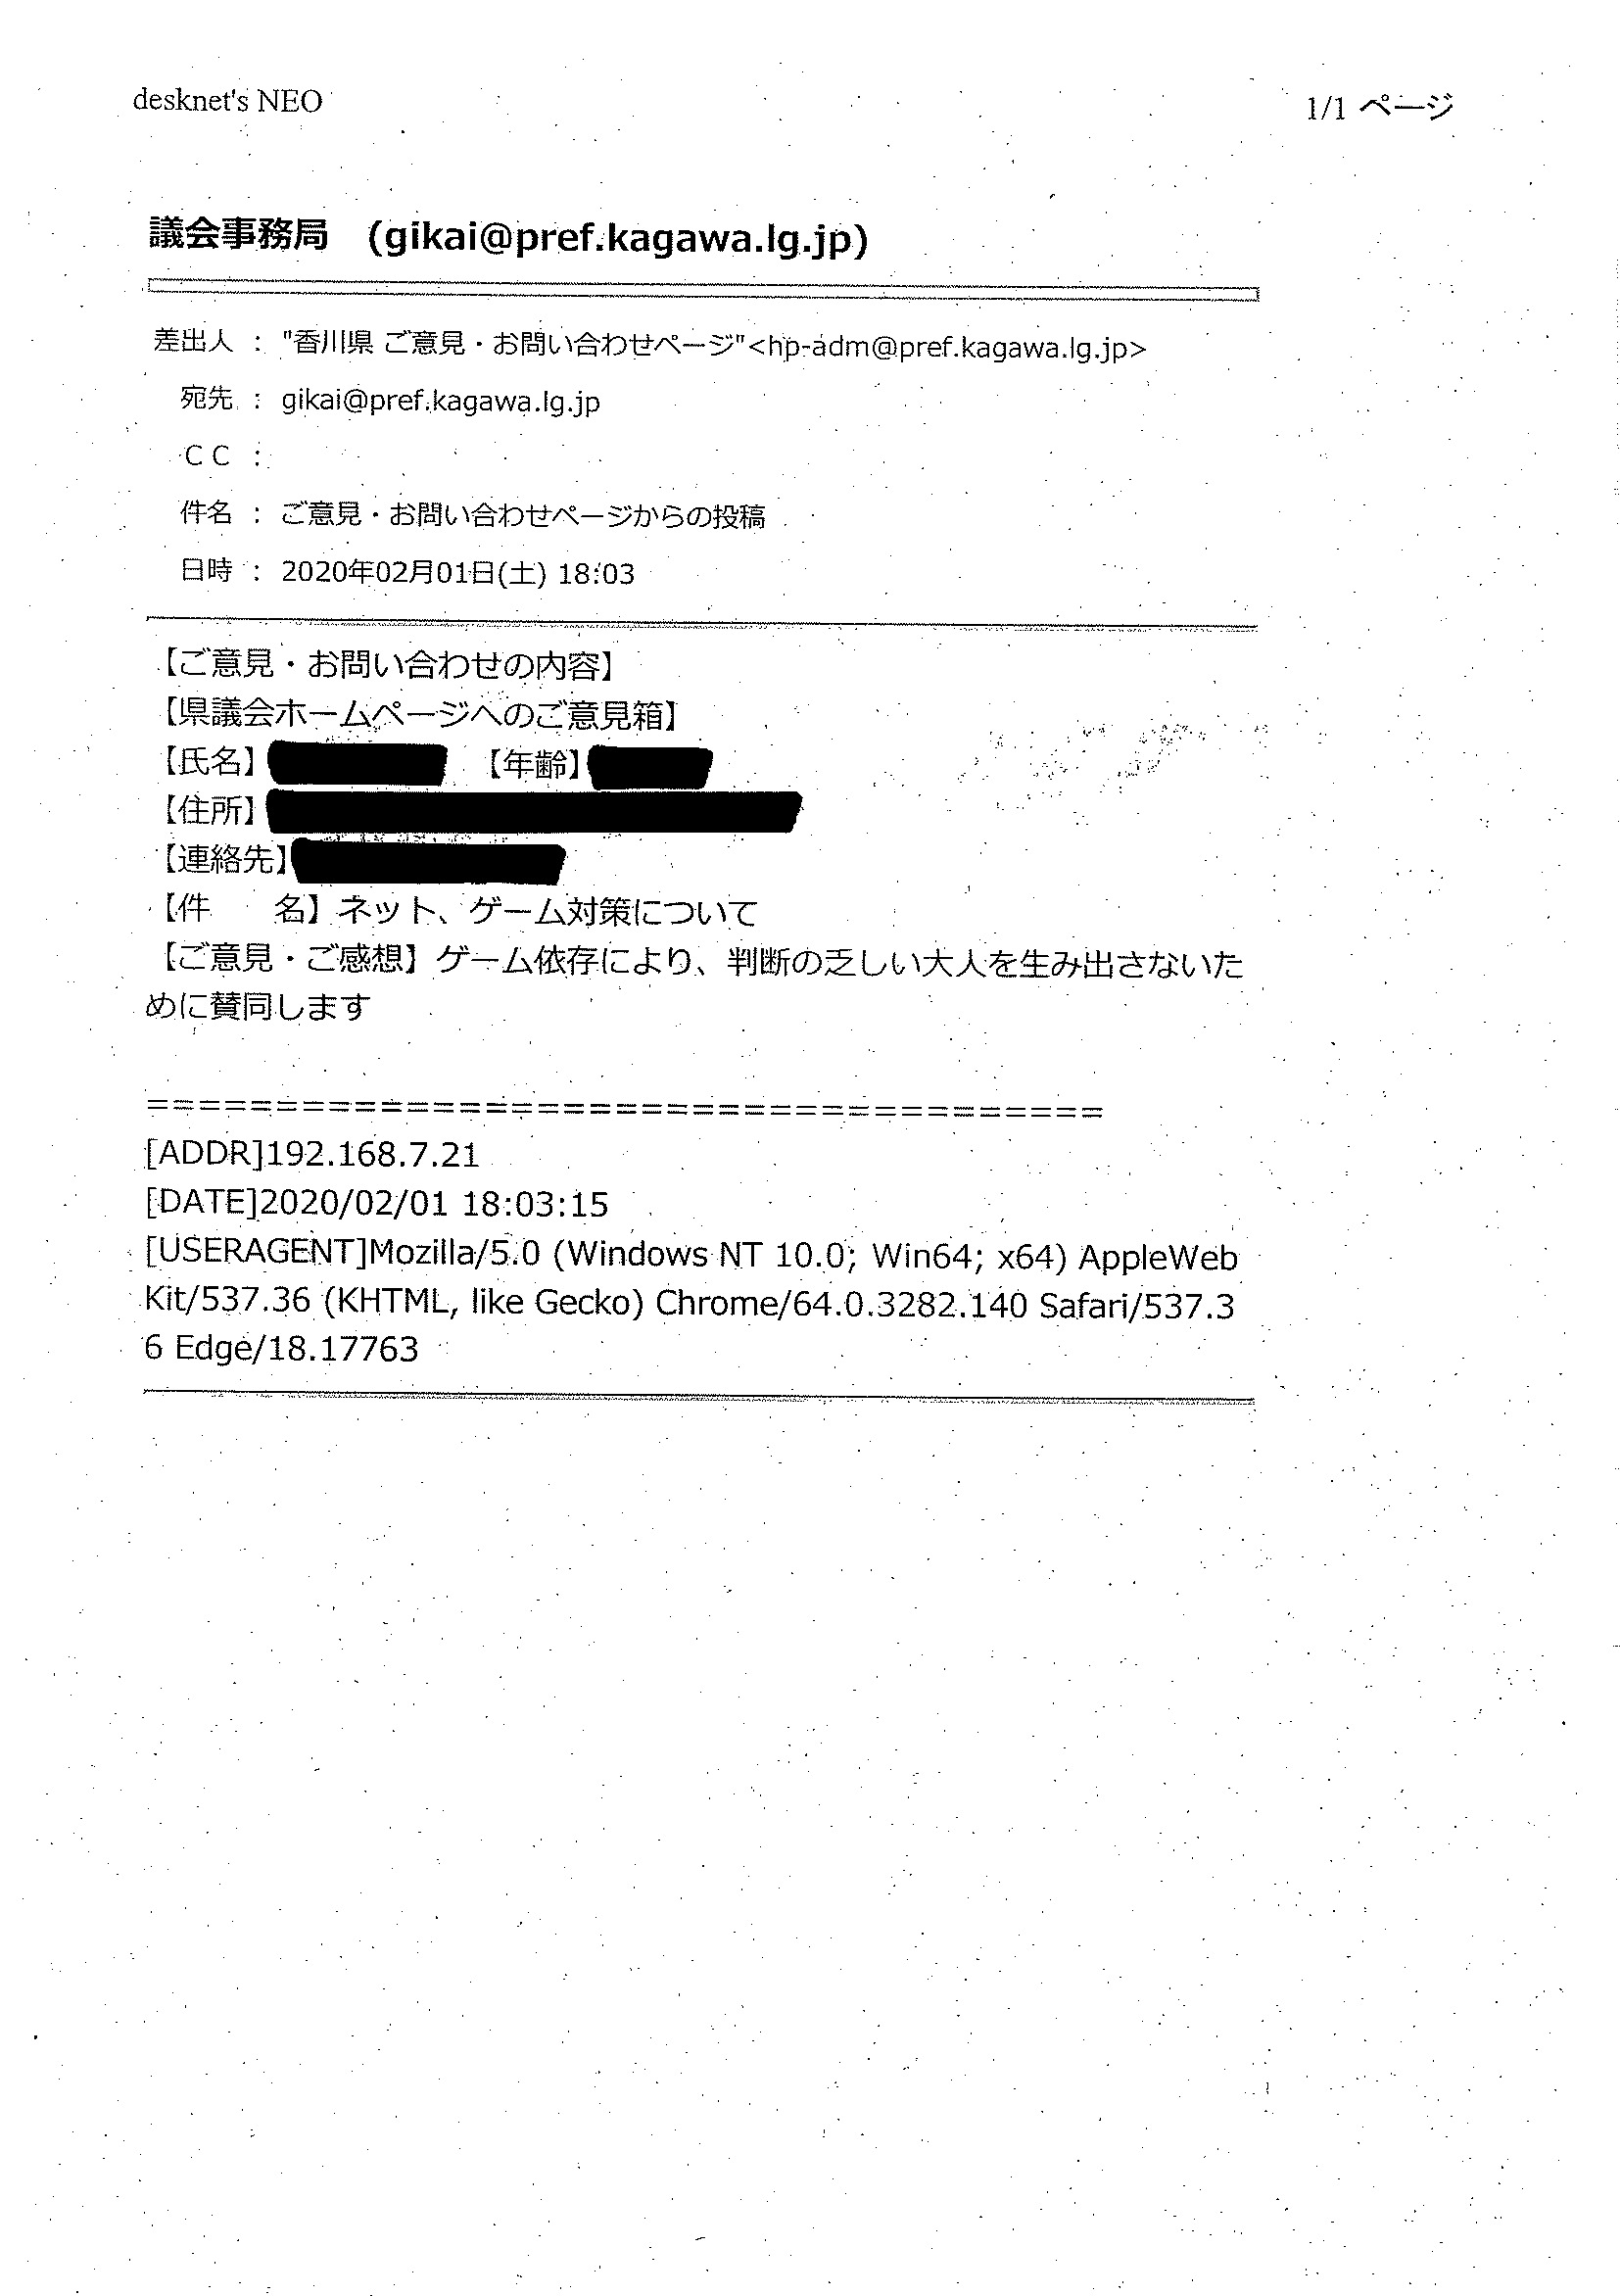 desknet's NEO
1/1 ページ
議会事務局　(gikai@pref.kagawa.lg.jp)
差出人 : "香川県 ご意見・お問い合わせページ"<hp-adm@pref.kagawa.lg.jp>
宛先 : gikai@pref.kagawa.lg.jp
ＣＣ :
件名 : ご意見・お問い合わせページからの投稿
日時 : 2020年02月01日(土) 18:03
【ご意見・お問い合わせの内容】
【県議会ホームページへのご意見箱】
【氏名】　【年齢】
【住所】
【連絡先】
【件　　名】ネット、ゲーム対策について
【ご意見・ご感想】ゲーム依存により、判断の乏しい大人を生み出さないた
めに賛同します
=====================================
[ADDR]192.168.7.21
[DATE]2020/02/01 18:03:15
[USERAGENT]Mozilla/5.0 (Windows NT 10.0; Win64; x64) AppleWeb
Kit/537.36 (KHTML, like Gecko) Chrome/64.0.3282.140 Safari/537.3
6 Edge/18.17763